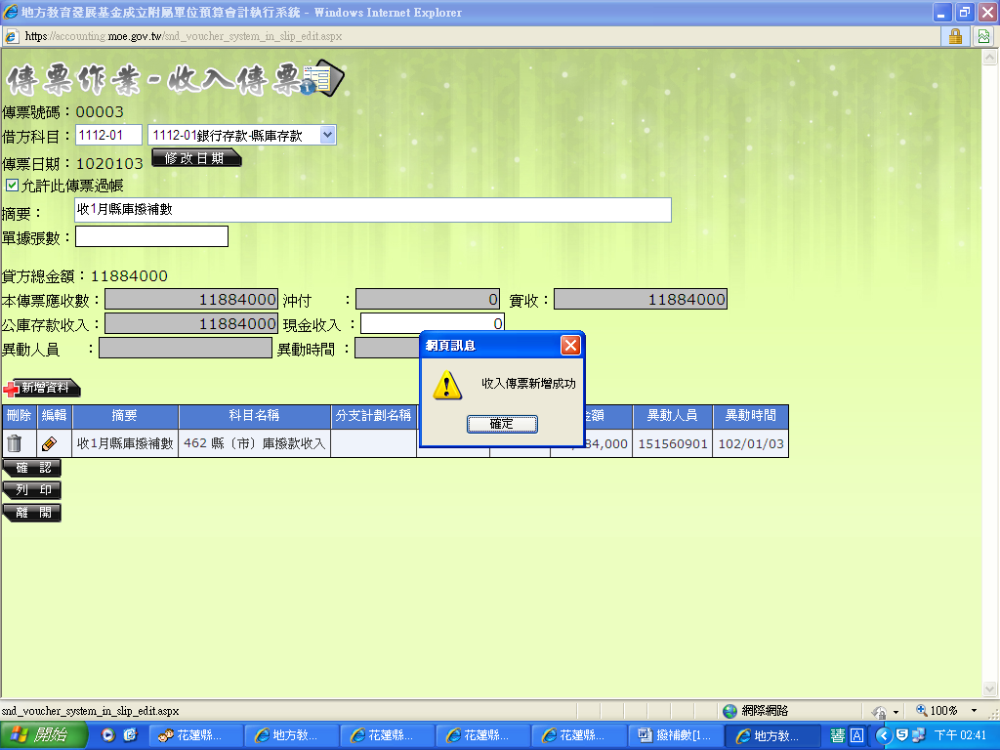 地方教育發展基金成立附屬單位預算會計執行系統 - Windows Internet Explorer
https://accounting.moe.gov.tw/snd_voucher_system_in_slip_edit.aspx
傳票作業-收入傳票
傳票號碼：00003
借方科目：1112-01 1112-01銀行存款-縣庫存款
傳票日期：1020103 修改日期
允許此傳票過帳
摘要： 收1月縣庫撥補數
單據張數：
貸方總金額：11884000
本傳票應收數：11884000 沖付 ：0 實收：11884000
公庫存款收入：11884000 現金收入 ：0
異動人員 ： 異動時間 ：
網頁訊息
收入傳票新增成功
確定
新增資料
刪除 編輯 摘要 科目名稱 分支計劃名稱 金額 異動人員 異動時間
收1月縣庫撥補數 462 縣（市）庫撥款收入 84,000 151560901 102/01/03
確 認
列 印
離 開
snd_voucher_system_in_slip_edit.aspx 網際網路 100%
開始 花蓮縣... 地方教... 花蓮縣... 花蓮縣... 花蓮縣... 撥補數[1... 地方教... A 下午 02:41